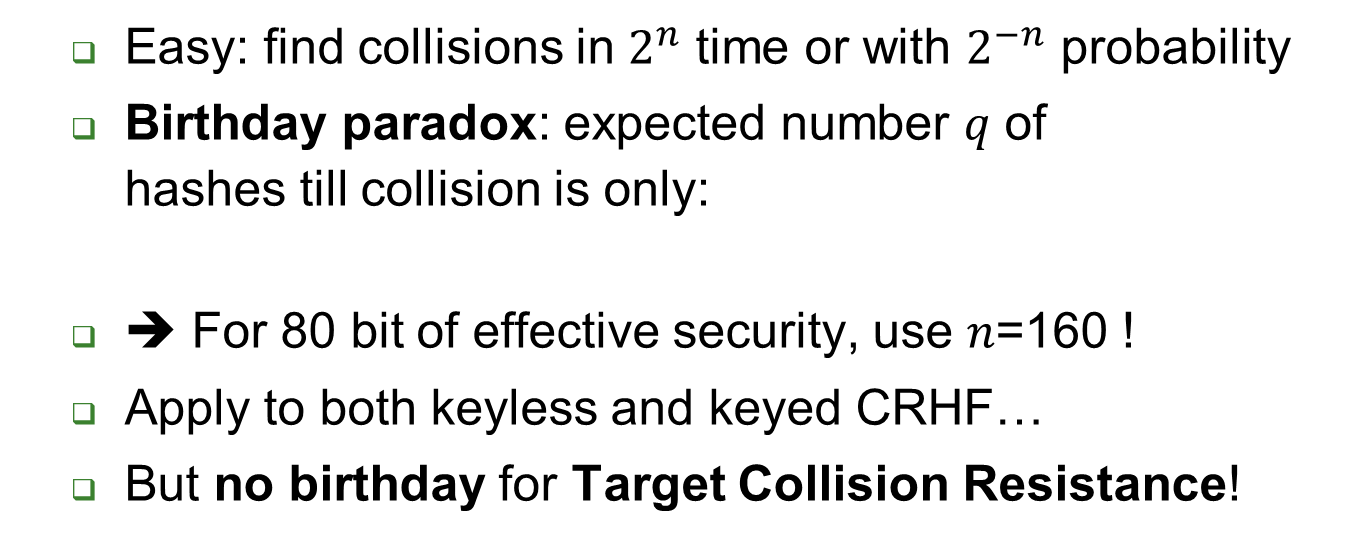 ❑ Easy: find collisions in 2ⁿ time or with 2⁻ⁿ probability
❑ Birthday paradox: expected number q of
hashes till collision is only:
❑ ➔ For 80 bit of effective security, use n=160 !
❑ Apply to both keyless and keyed CRHF…
❑ But no birthday for Target Collision Resistance!